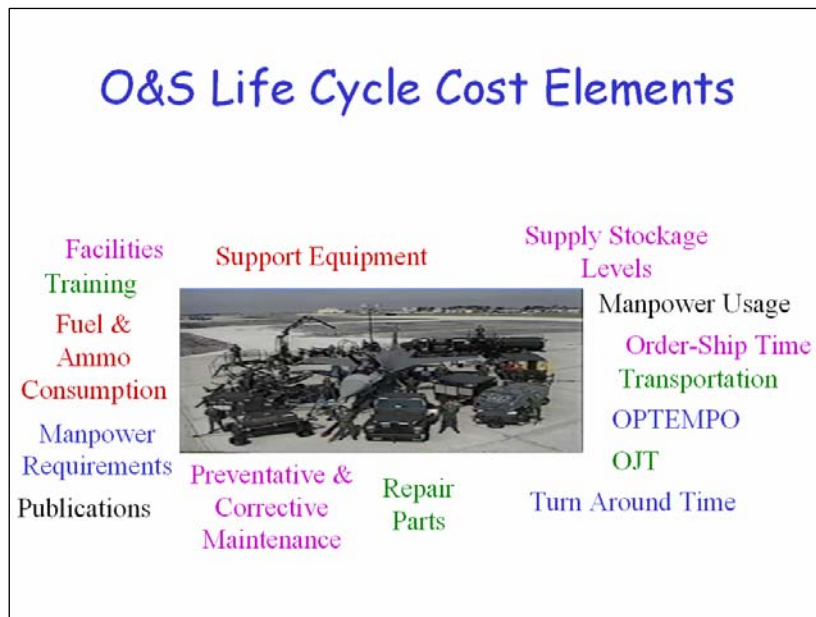 O&S Life Cycle Cost Elements
Facilities
Training
Fuel &
Ammo
Consumption
Manpower
Requirements
Publications
Support Equipment
Preventative &
Corrective
Maintenance
Repair
Parts
Supply Stockage
Levels
Manpower Usage
Order-Ship Time
Transportation
OPTEMPO
OJT
Turn Around Time